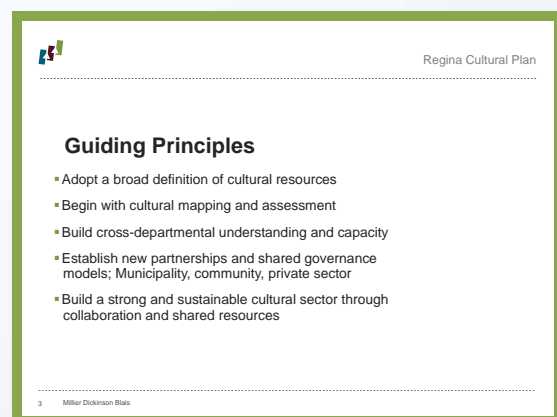 Regina Cultural Plan
Guiding Principles
▪Adopt a broad definition of cultural resources
▪Begin with cultural mapping and assessment
▪Build cross-departmental understanding and capacity
▪Establish new partnerships and shared governance
models; Municipality, community, private sector
▪Build a strong and sustainable cultural sector through
collaboration and shared resources
3 Millier Dickinson Blais